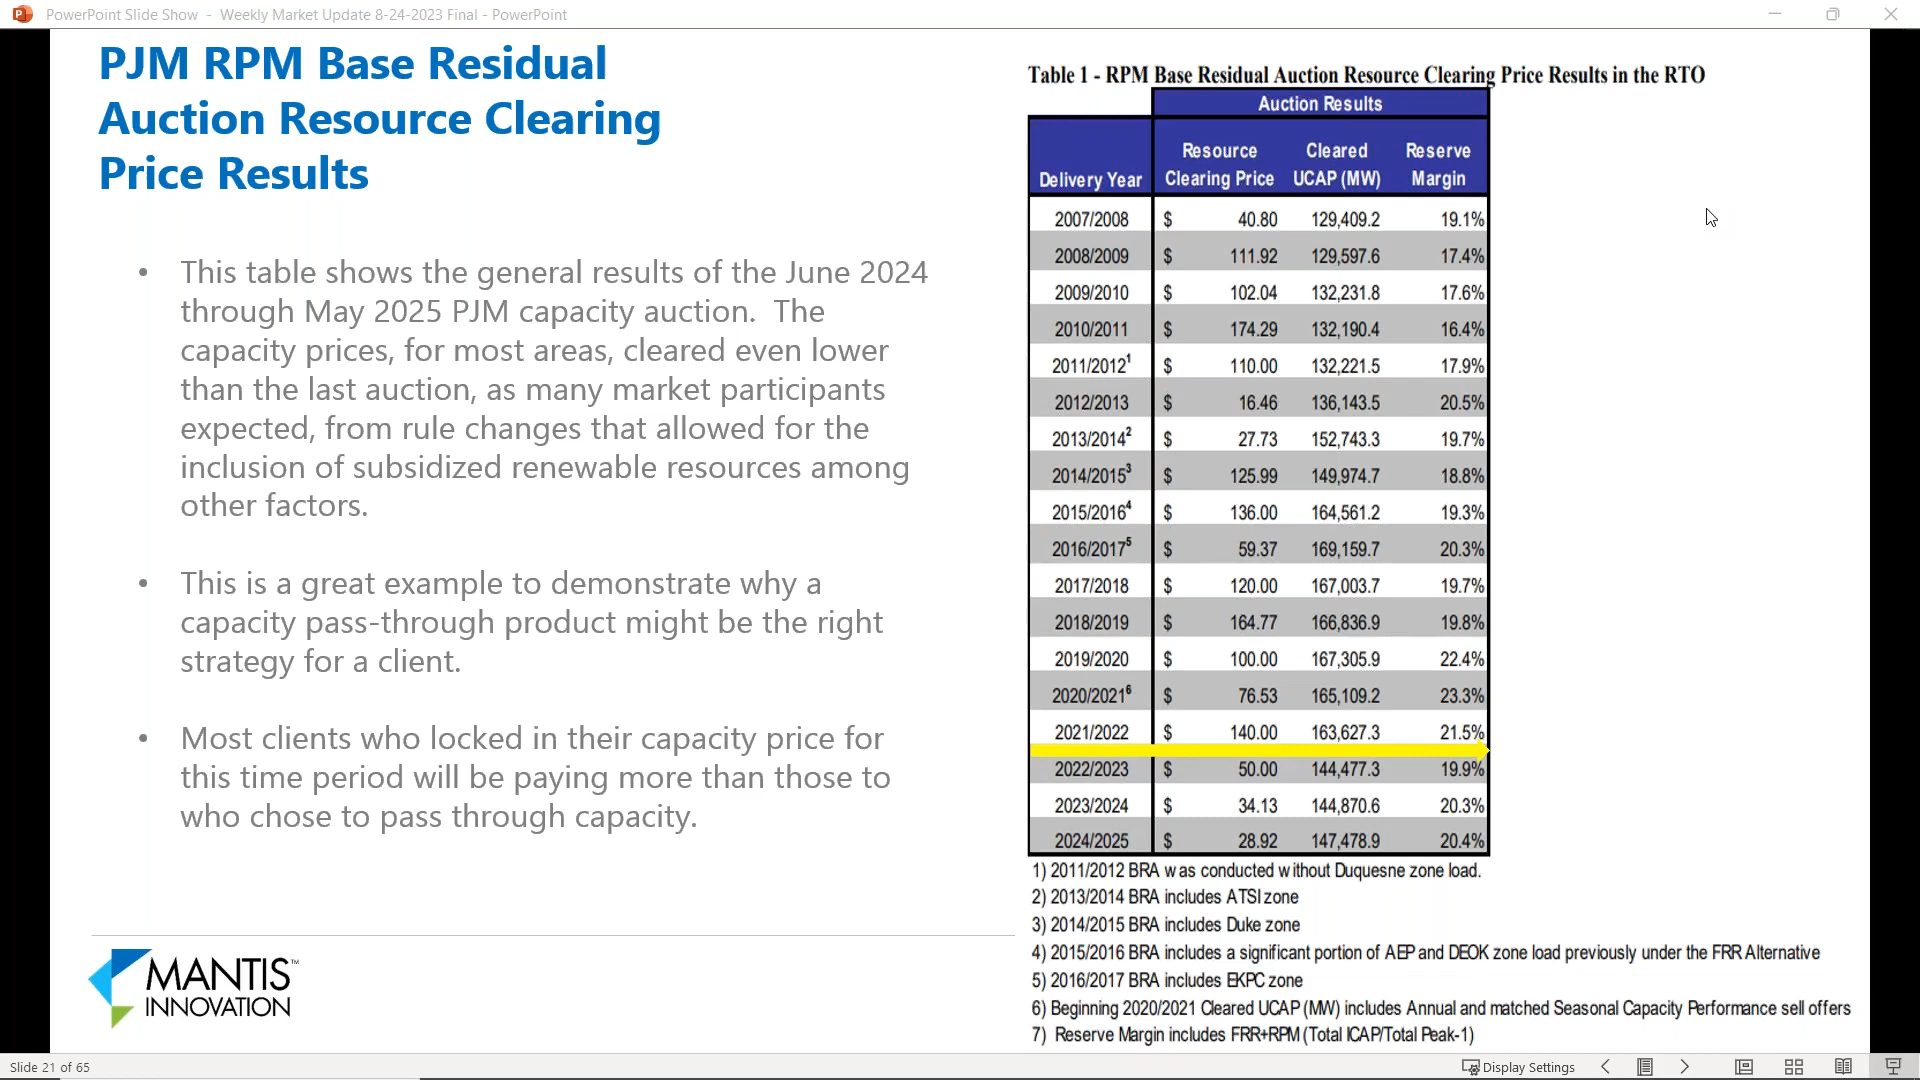 PowerPoint Slide Show - Weekly Market Update 8-24-2023 Final - PowerPoint
PJM RPM Base Residual
Auction Resource Clearing
Price Results
• This table shows the general results of the June 2024
through May 2025 PJM capacity auction. The
capacity prices, for most areas, cleared even lower
than the last auction, as many market participants
expected, from rule changes that allowed for the
inclusion of subsidized renewable resources among
other factors.
• This is a great example to demonstrate why a
capacity pass-through product might be the right
strategy for a client.
• Most clients who locked in their capacity price for
this time period will be paying more than those to
who chose to pass through capacity.
MANTIS™
INNOVATION
Table 1 - RPM Base Residual Auction Resource Clearing Price Results in the RTO
Auction Results
Delivery Year Resource Clearing Price Cleared UCAP (MW) Reserve Margin
2007/2008 $ 40.80 129,409.2 19.1%
2008/2009 $ 111.92 129,597.6 17.4%
2009/2010 $ 102.04 132,231.8 17.6%
2010/2011 $ 174.29 132,190.4 16.4%
2011/2012¹ $ 110.00 132,221.5 17.9%
2012/2013 $ 16.46 136,143.5 20.5%
2013/2014² $ 27.73 152,743.3 19.7%
2014/2015³ $ 125.99 149,974.7 18.8%
2015/2016⁴ $ 136.00 164,561.2 19.3%
2016/2017⁵ $ 59.37 169,159.7 20.3%
2017/2018 $ 120.00 167,003.7 19.7%
2018/2019 $ 164.77 166,836.9 19.8%
2019/2020 $ 100.00 167,305.9 22.4%
2020/2021⁶ $ 76.53 165,109.2 23.3%
2021/2022 $ 140.00 163,627.3 21.5%
2022/2023 $ 50.00 144,477.3 19.9%
2023/2024 $ 34.13 144,870.6 20.3%
2024/2025 $ 28.92 147,478.9 20.4%
1) 2011/2012 BRA was conducted without Duquesne zone load.
2) 2013/2014 BRA includes ATSI zone
3) 2014/2015 BRA includes Duke zone
4) 2015/2016 BRA includes a significant portion of AEP and DEOK zone load previously under the FRR Alternative
5) 2016/2017 BRA includes EKPC zone
6) Beginning 2020/2021 Cleared UCAP (MW) includes Annual and matched Seasonal Capacity Performance sell offers
7) Reserve Margin includes FRR+RPM (Total ICAP/Total Peak-1)
Slide 21 of 65
Display Settings